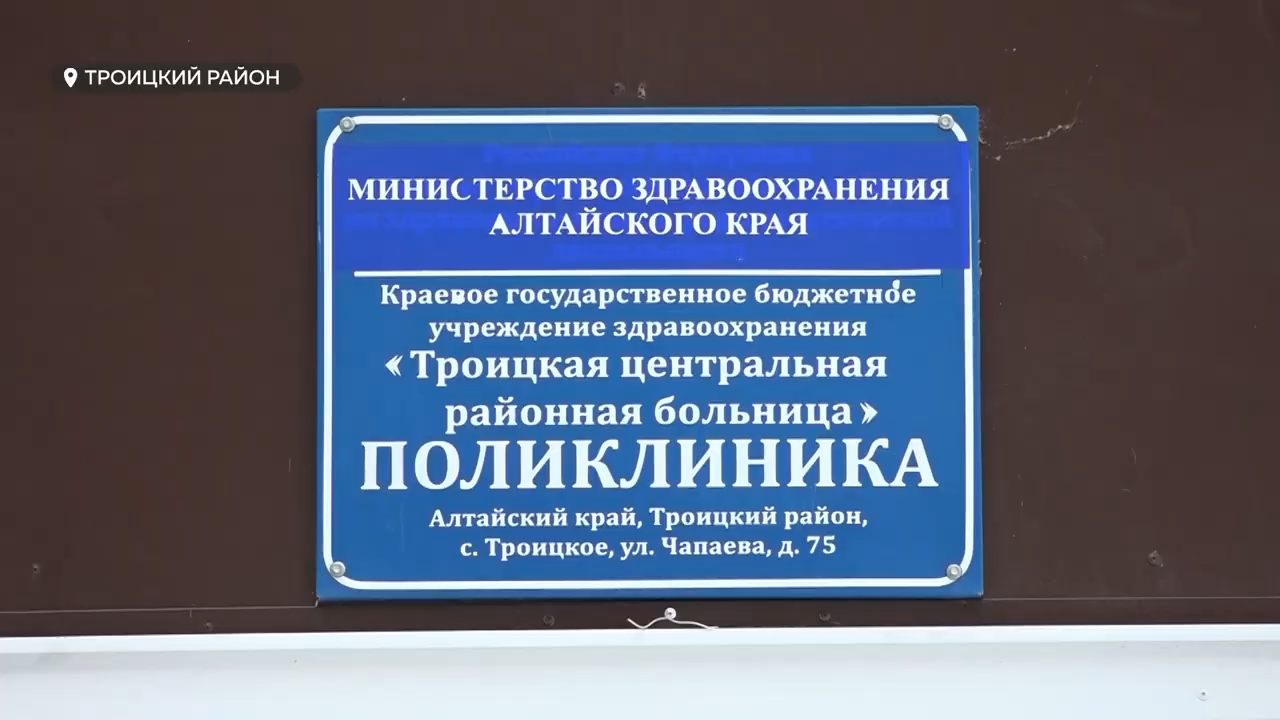 ТРОИЦКИЙ РАЙОН
МИНИСТЕРСТВО ЗДРАВООХРАНЕНИЯ
АЛТАЙСКОГО КРАЯ
Краевое государственное бюджетное
учреждение здравоохранения
«Троицкая центральная
районная больница»
ПОЛИКЛИНИКА
Алтайский край, Троицкий район,
с. Троицкое, ул. Чапаева, д. 75